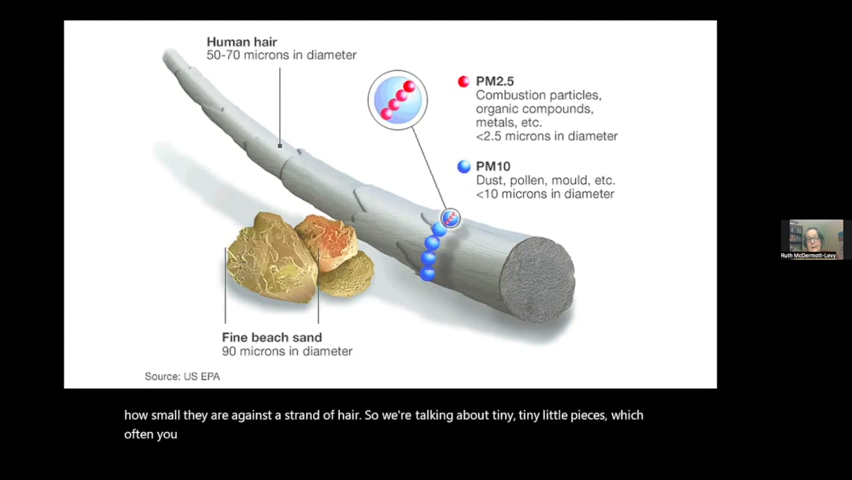 Human hair
50-70 microns in diameter
PM2.5
Combustion particles,
organic compounds,
metals, etc.
<2.5 microns in diameter
PM10
Dust, pollen, mould, etc.
<10 microns in diameter
Fine beach sand
90 microns in diameter
Source: US EPA
Ruth McDermott-Levy
how small they are against a strand of hair. So we're talking about tiny, tiny little pieces, which
often you